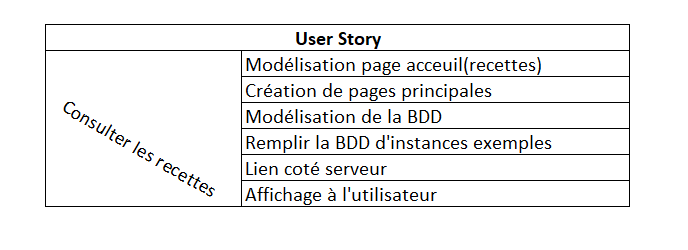 User Story
Consulter les recettes
Modélisation page acceuil(recettes)
Création de pages principales
Modélisation de la BDD
Remplir la BDD d'instances exemples
Lien coté serveur
Affichage à l'utilisateur